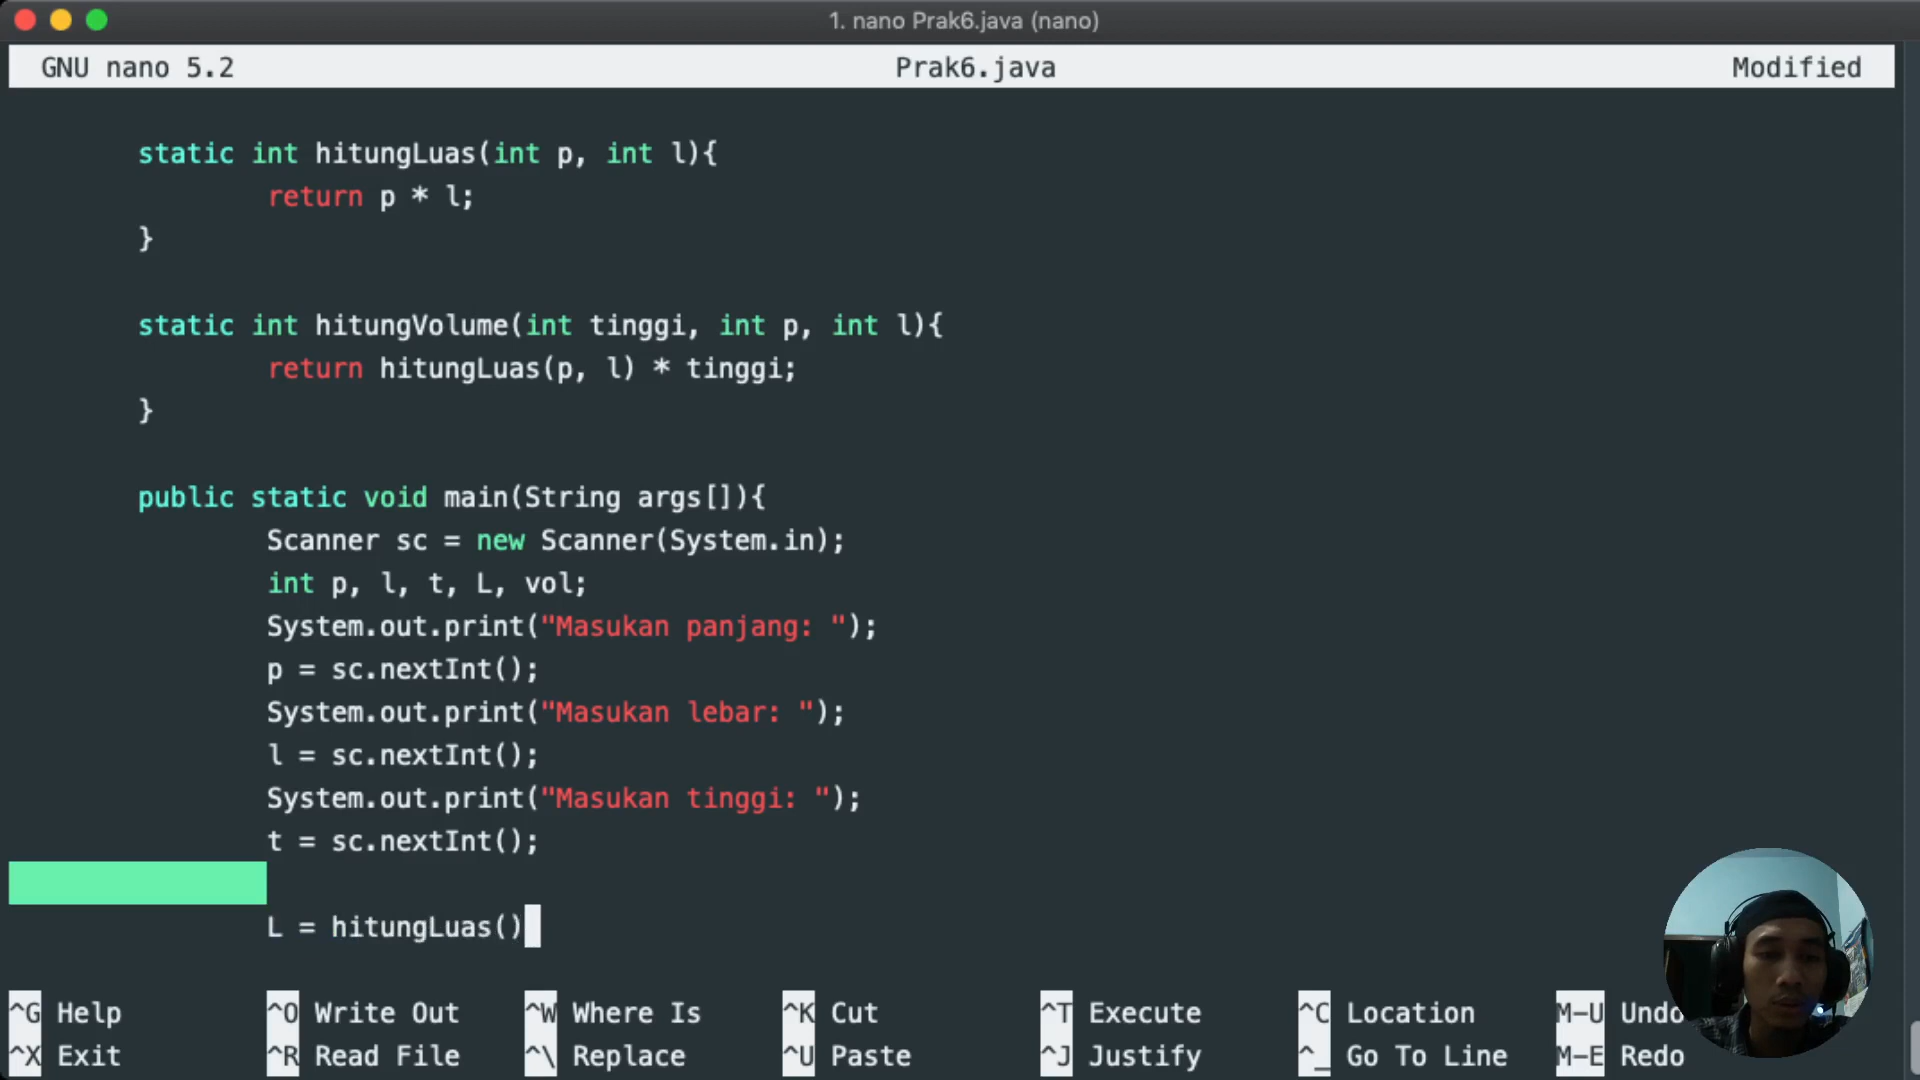 1. nano Prak6.java (nano)
GNU nano 5.2 Prak6.java Modified
static int hitungLuas(int p, int l){
return p * l;
}
static int hitungVolume(int tinggi, int p, int l){
return hitungLuas(p, l) * tinggi;
}
public static void main(String args[]){
Scanner sc = new Scanner(System.in);
int p, l, t, L, vol;
System.out.print("Masukan panjang: ");
p = sc.nextInt();
System.out.print("Masukan lebar: ");
l = sc.nextInt();
System.out.print("Masukan tinggi: ");
t = sc.nextInt();
L = hitungLuas()
^G Help ^O Write Out ^W Where Is ^K Cut ^T Execute ^C Location M-U Undo
^X Exit ^R Read File ^\ Replace ^U Paste ^J Justify ^_ Go To Line M-E Redo